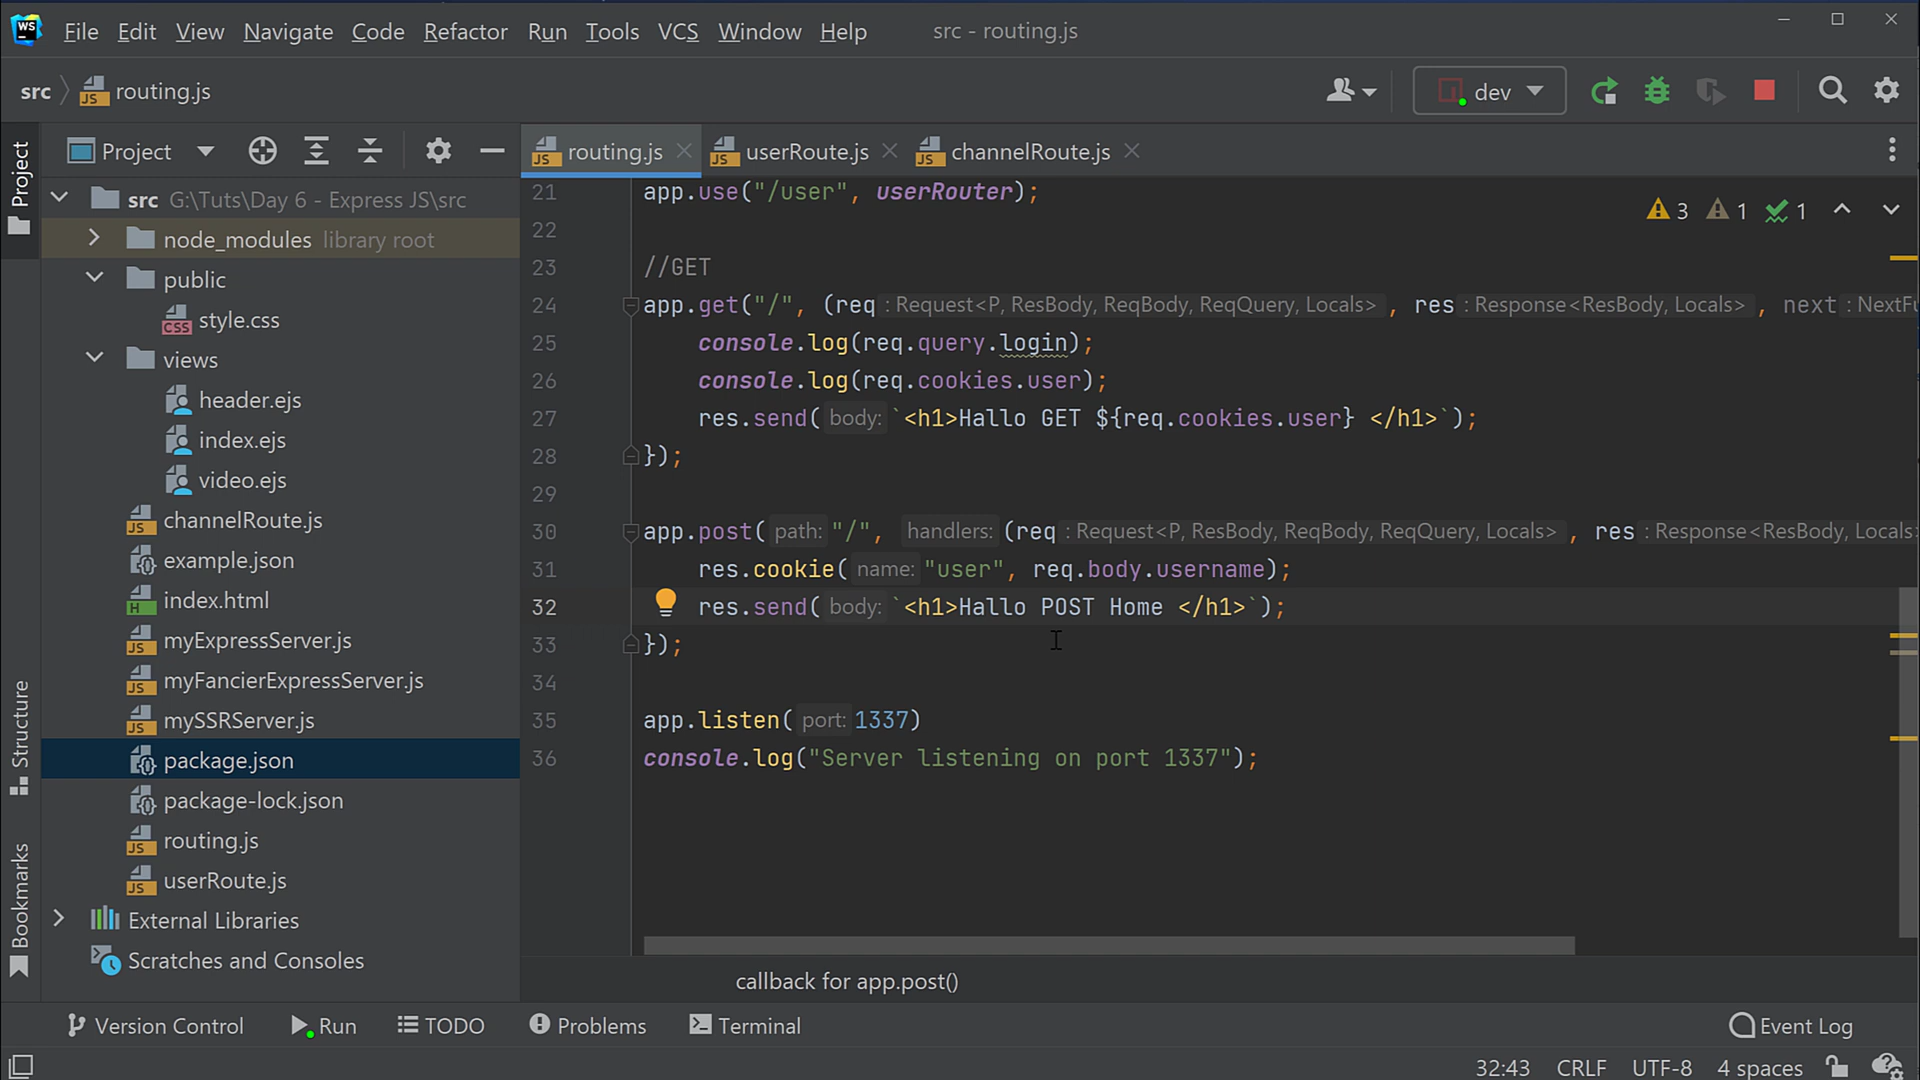 WS File Edit View Navigate Code Refactor Run Tools VCS Window Help src - routing.js
src routing.js dev
Project
Project routing.js userRoute.js channelRoute.js
src G:\Tuts\Day 6 - Express JS\src
node_modules library root
public
style.css
views
header.ejs
index.ejs
video.ejs
channelRoute.js
example.json
index.html
myExpressServer.js
myFancierExpressServer.js
mySSRServer.js
package.json
package-lock.json
routing.js
userRoute.js
External Libraries
Scratches and Consoles
Structure
Bookmarks
3 1 1
21 app.use("/user", userRouter);
22
23 //GET
24 app.get("/", (req : Request<P, ResBody, ReqBody, ReqQuery, Locals> , res : Response<ResBody, Locals> , next : NextFu
25 console.log(req.query.login);
26 console.log(req.cookies.user);
27 res.send( body: `<h1>Hallo GET ${req.cookies.user} </h1>`);
28 });
29
30 app.post( path: "/", handlers: (req : Request<P, ResBody, ReqBody, ReqQuery, Locals> , res : Response<ResBody, Locals>
31 res.cookie( name: "user", req.body.username);
32 res.send( body: `<h1>Hallo POST Home </h1>`);
33 });
34
35 app.listen( port: 1337)
36 console.log("Server listening on port 1337");
callback for app.post()
Version Control Run TODO Problems Terminal Event Log
32:43 CRLF UTF-8 4 spaces